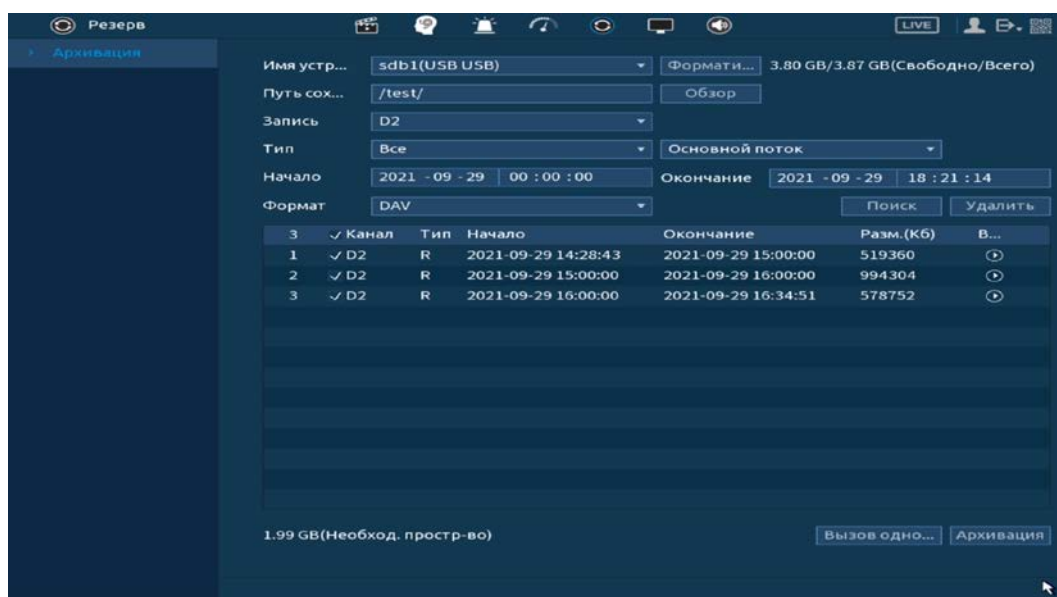 Резерв LIVE
Архивация
Имя устр... sdb1(USB USB) Формати... 3.80 GB/3.87 GB(Свободно/Всего)
Путь сох... /test/ Обзор
Запись D2
Тип Все Основной поток
Начало 2021 - 09 - 29 00 : 00 : 00 Окончание 2021 - 09 - 29 18 : 21 : 14
Формат DAV Поиск Удалить
3 Канал Тип Начало Окончание Разм.(Кб) В...
1 D2 R 2021-09-29 14:28:43 2021-09-29 15:00:00 519360
2 D2 R 2021-09-29 15:00:00 2021-09-29 16:00:00 994304
3 D2 R 2021-09-29 16:00:00 2021-09-29 16:34:51 578752
1.99 GB(Необход. простр-во) Вызов одно... Архивация